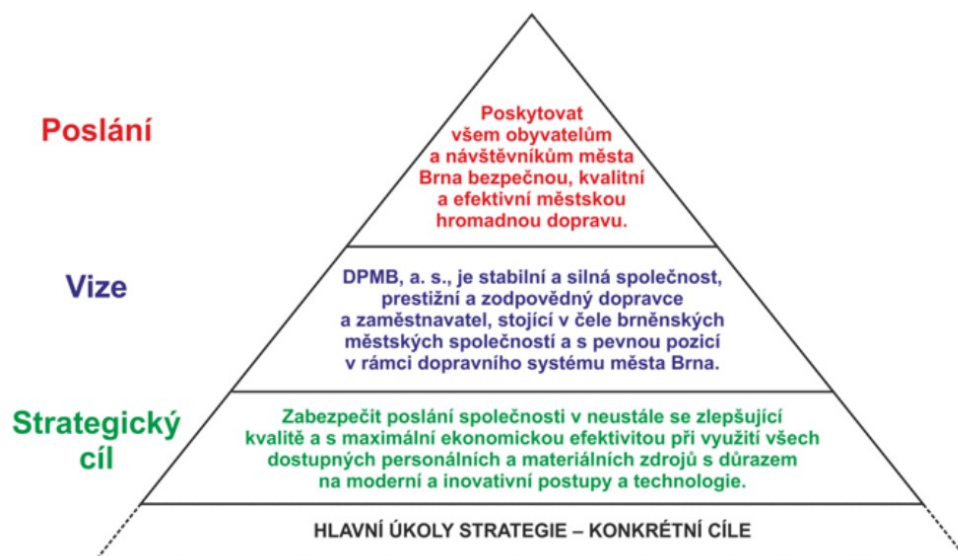 Poslání
Poskytovat
všem obyvatelům
a návštěvníkům města
Brna bezpečnou, kvalitní
a efektivní městskou
hromadnou dopravu.
Vize
DPMB, a. s., je stabilní a silná společnost,
prestižní a zodpovědný dopravce
a zaměstnavatel, stojící v čele brněnských
městských společností a s pevnou pozicí
v rámci dopravního systému města Brna.
Strategický
cíl
Zabezpečit poslání společnosti v neustále se zlepšující
kvalitě a s maximální ekonomickou efektivitou při využití všech
dostupných personálních a materiálních zdrojů s důrazem
na moderní a inovativní postupy a technologie.
HLAVNÍ ÚKOLY STRATEGIE – KONKRÉTNÍ CÍLE